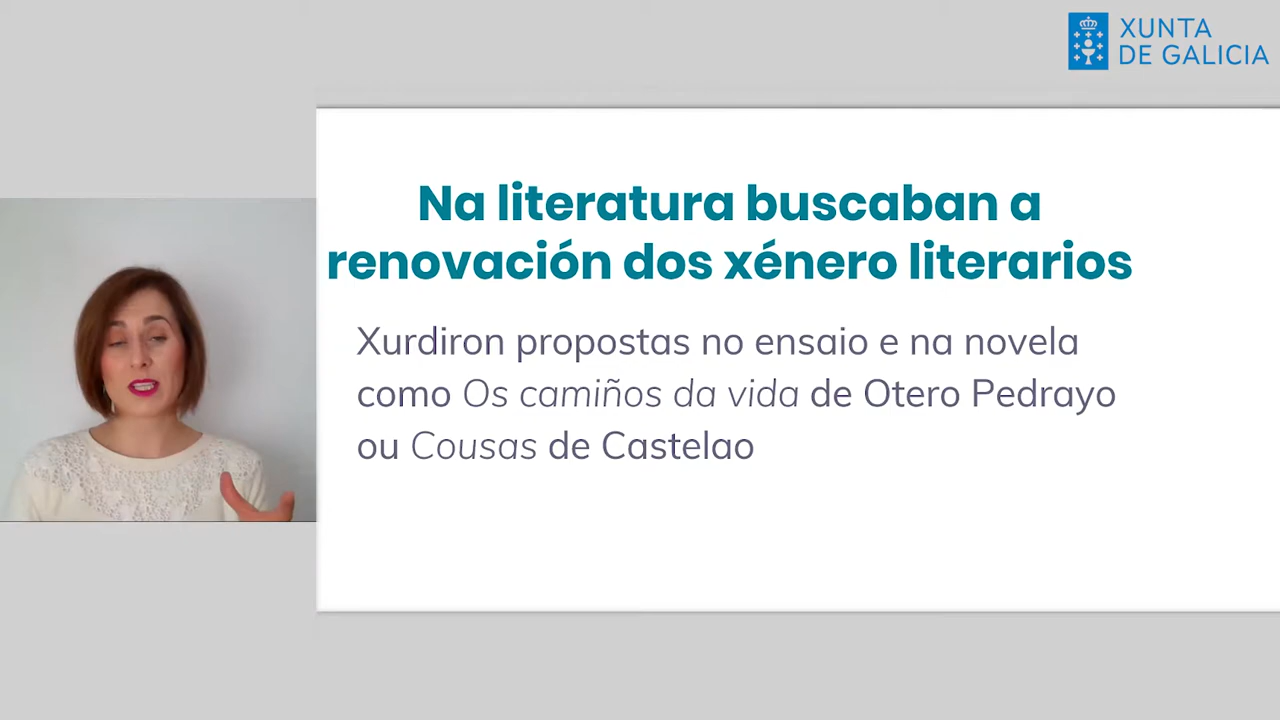 XUNTA
DE GALICIA
Na literatura buscaban a
renovación dos xénero literarios
Xurdiron propostas no ensaio e na novela
como Os camiños da vida de Otero Pedrayo
ou Cousas de Castelao